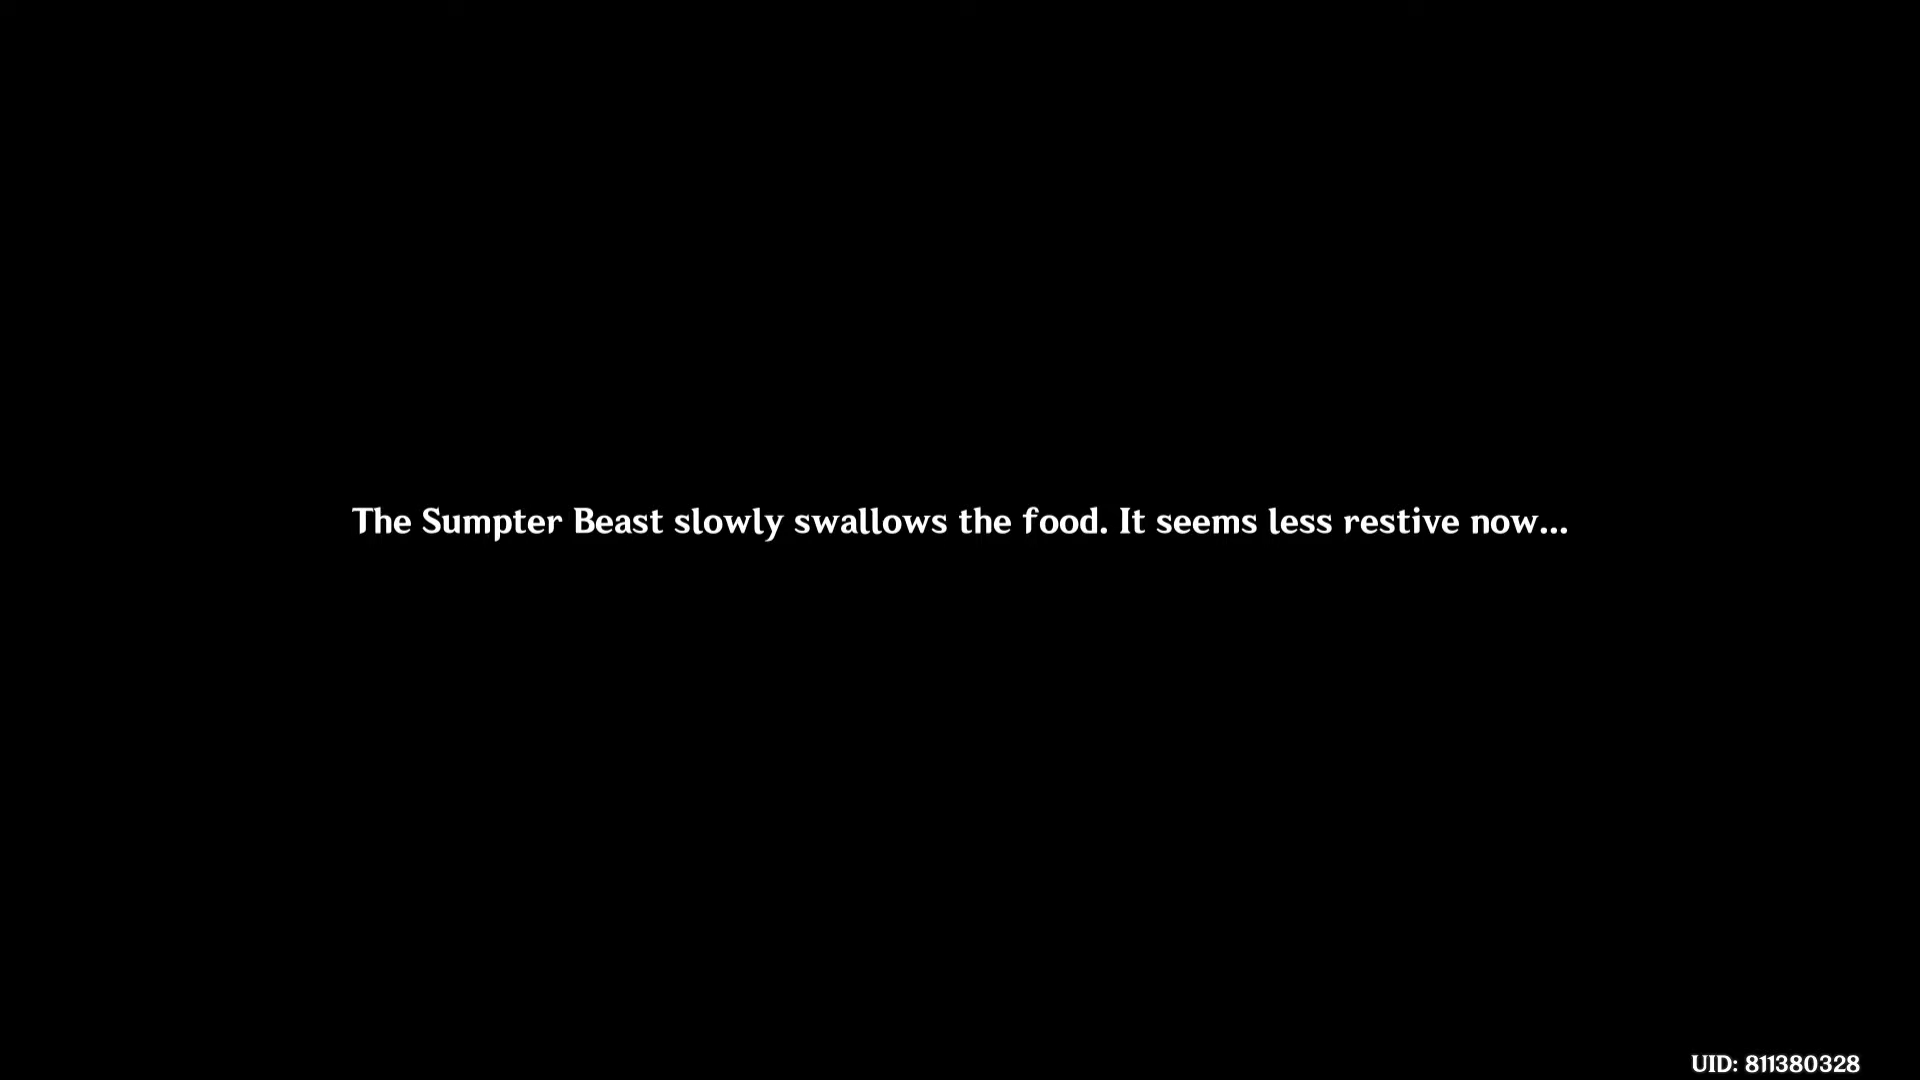 The Sumpter Beast slowly swallows the food. It seems less restive now...
UID: 811380328